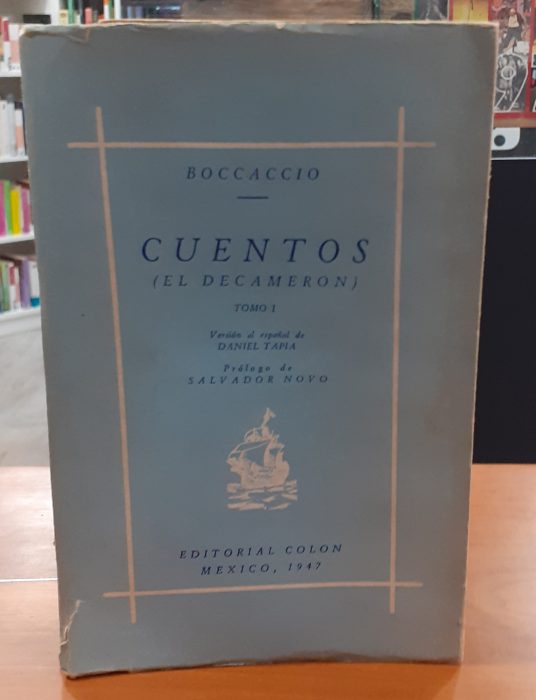 BOCCACCIO
CUENTOS
(EL DECAMERON)
TOMO I
Versión al español de
DANIEL TAPIA
Prólogo de
SALVADOR NOVO
EDITORIAL COLON
MEXICO, 1947